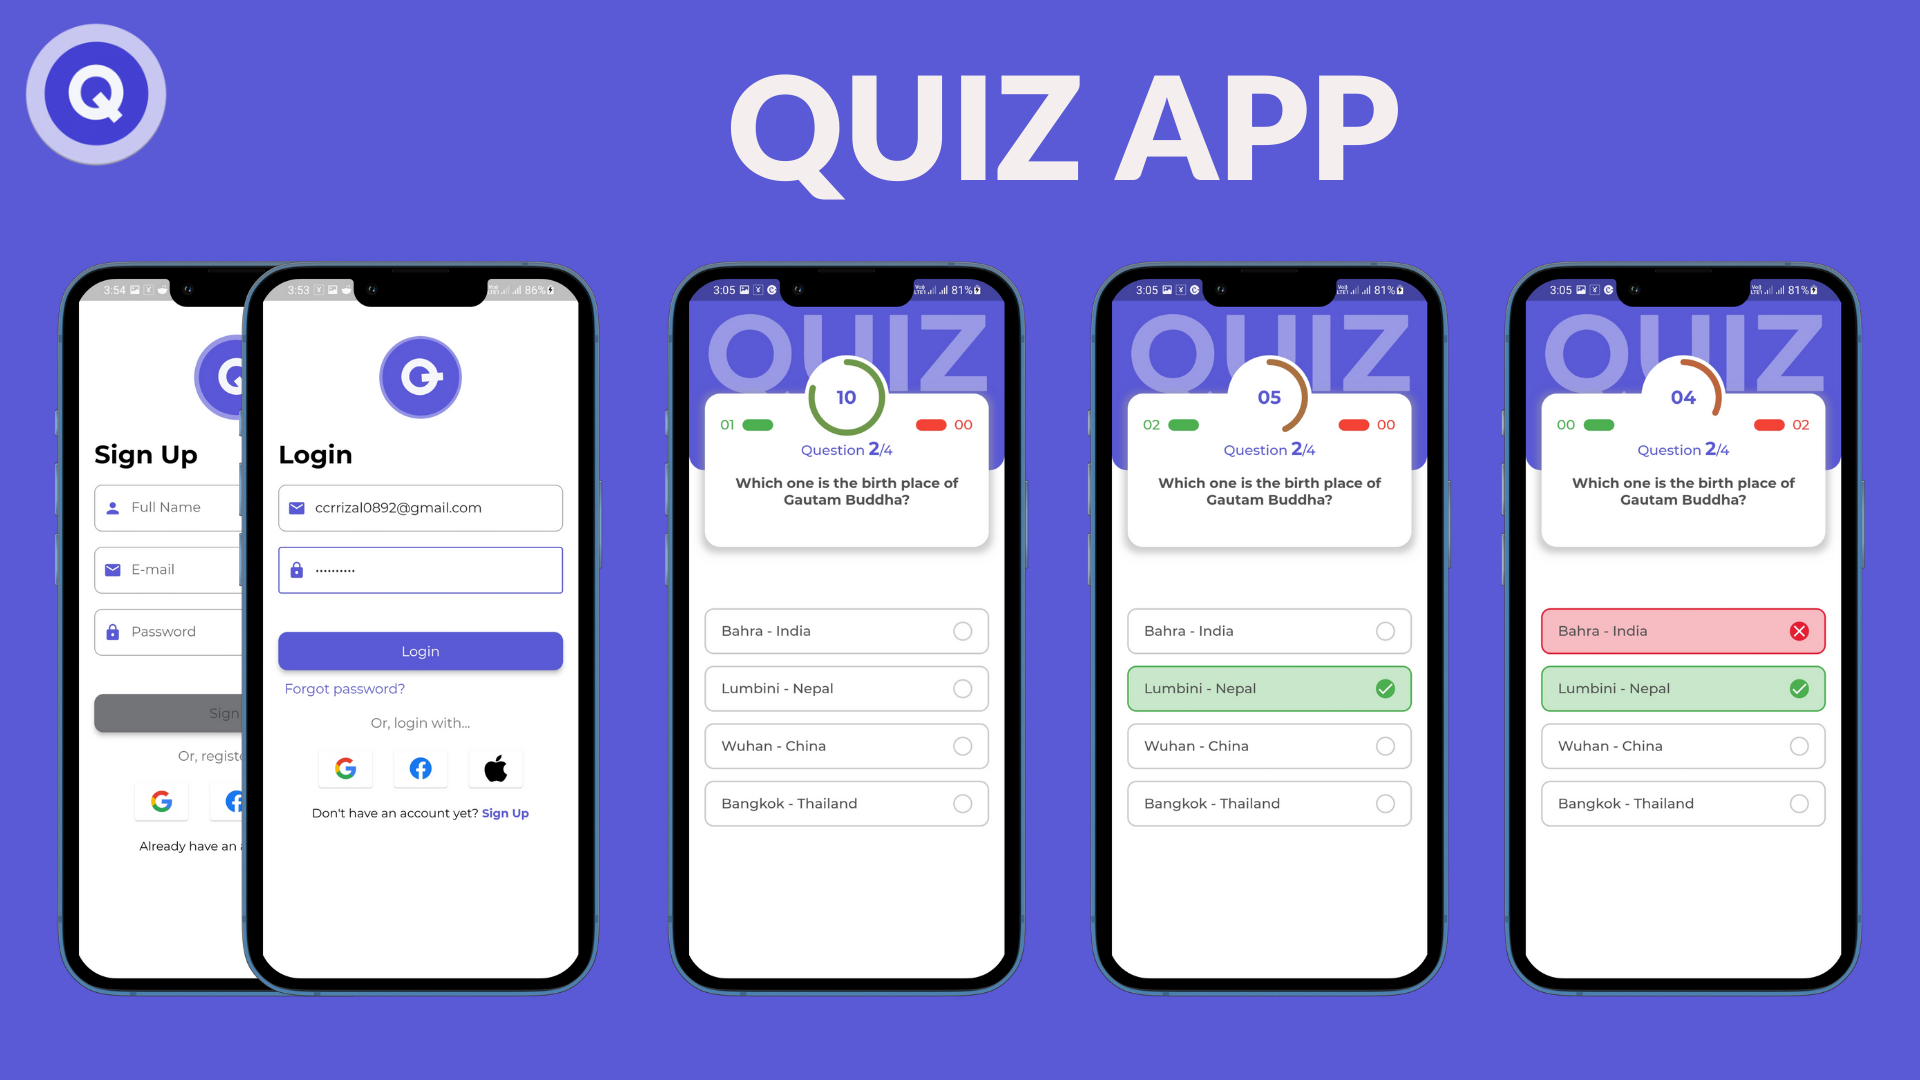 Q
QUIZ APP
3:54
Q
Sign Up
Full Name
E-mail
Password
Sign
Or, registe
Already have an a
3:53
86%
Login
ccrrizal0892@gmail.com
Login
Forgot password?
Or, login with...
Don't have an account yet? Sign Up
3:05
81%
QUIZ
10
01
00
Question 2/4
Which one is the birth place of
Gautam Buddha?
Bahra - India
Lumbini - Nepal
Wuhan - China
Bangkok - Thailand
3:05
81%
QUIZ
05
02
00
Question 2/4
Which one is the birth place of
Gautam Buddha?
Bahra - India
Lumbini - Nepal
Wuhan - China
Bangkok - Thailand
3:05
81%
QUIZ
04
00
02
Question 2/4
Which one is the birth place of
Gautam Buddha?
Bahra - India
Lumbini - Nepal
Wuhan - China
Bangkok - Thailand